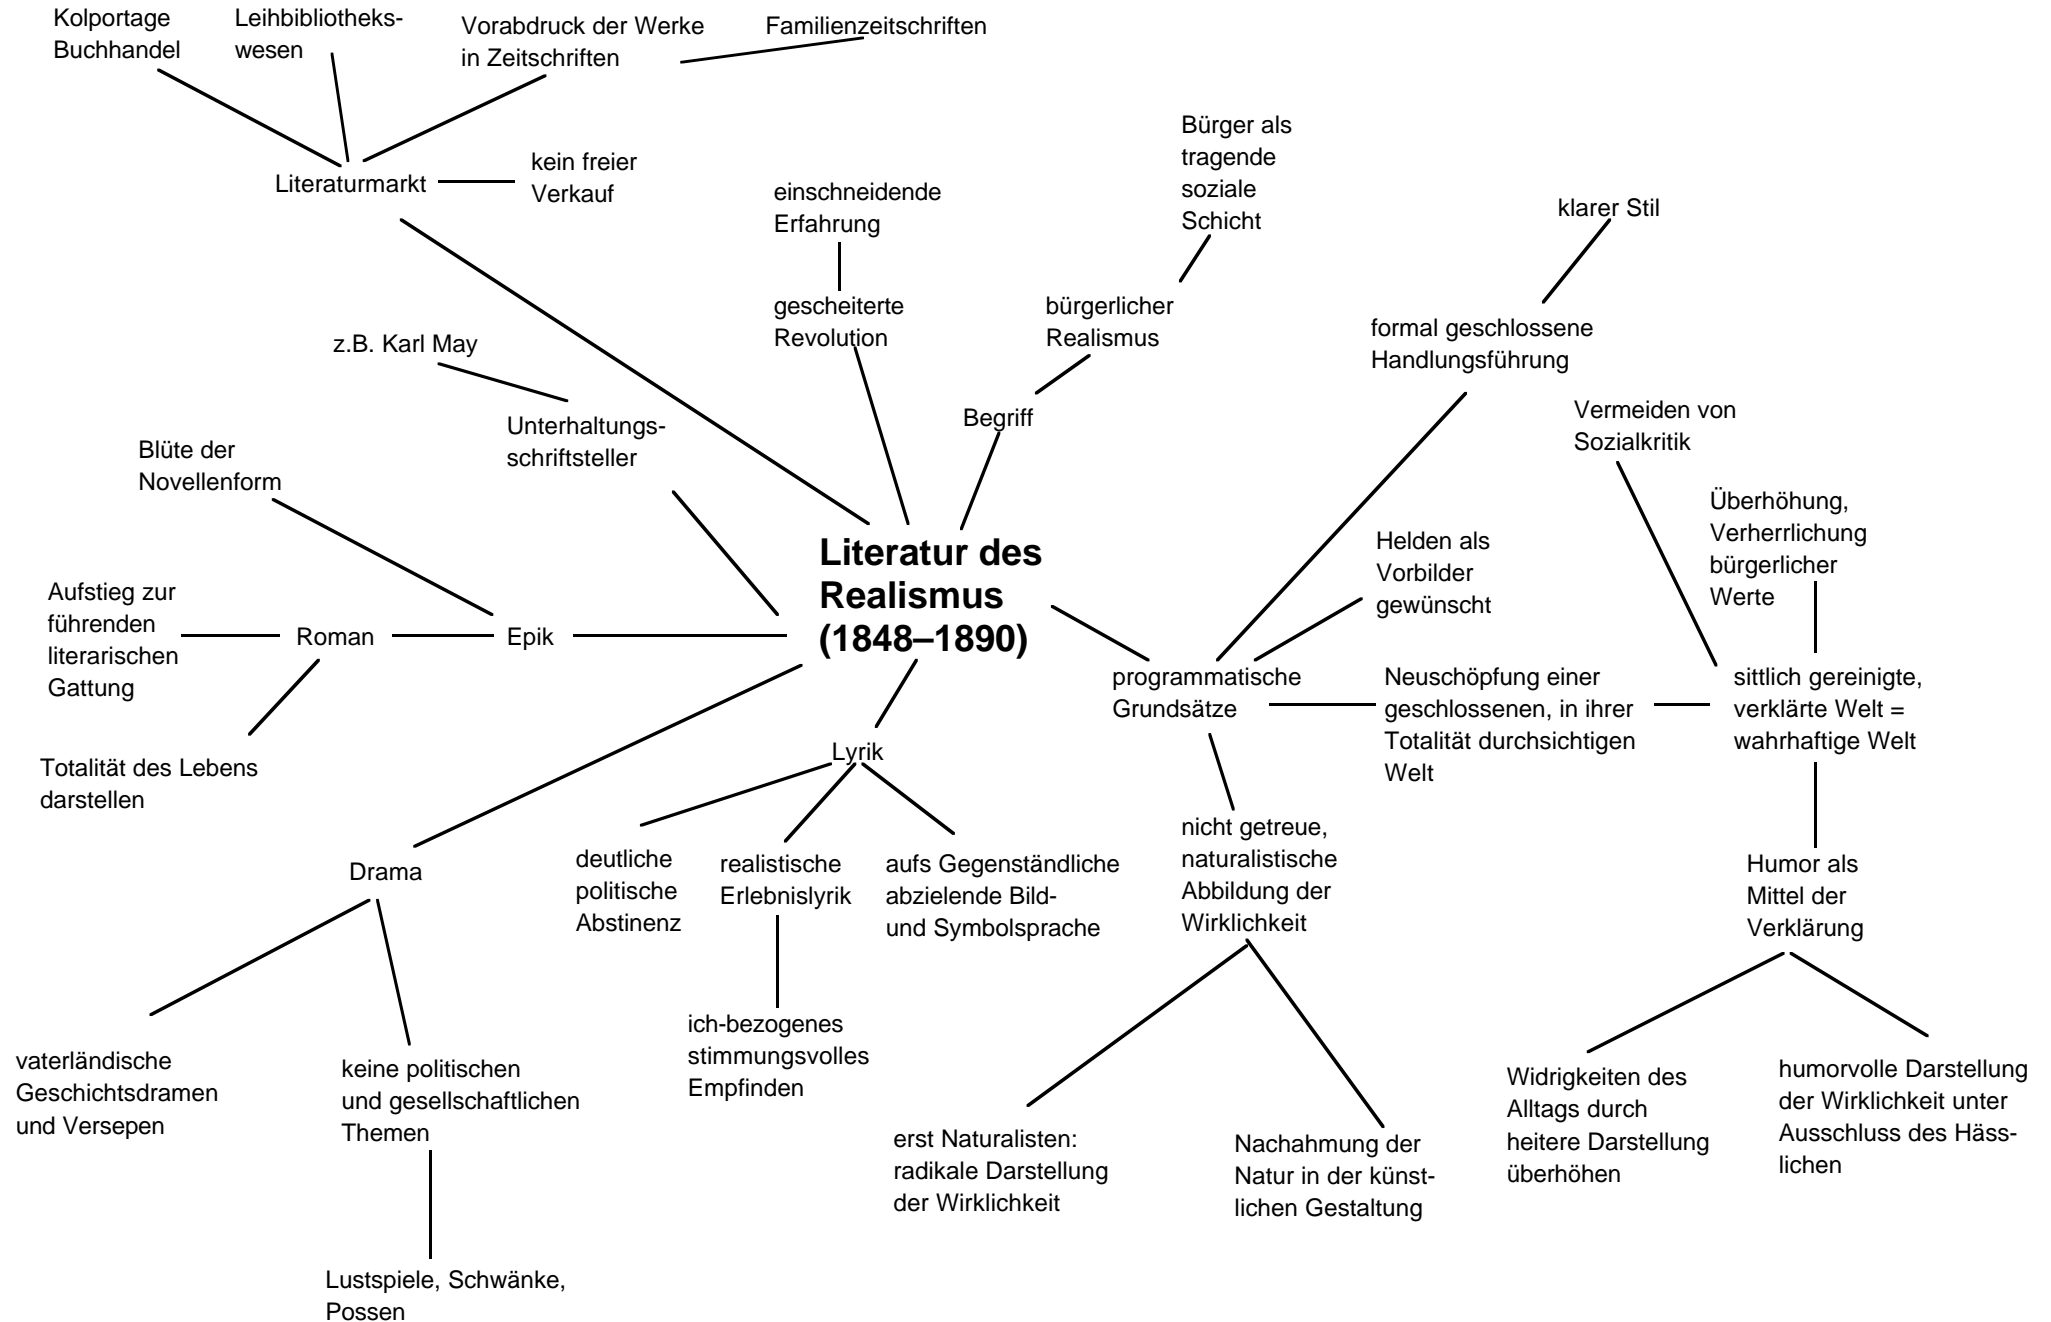 Kolportage
Buchhandel
Leihbibliotheks-
wesen
Vorabdruck der Werke
in Zeitschriften
Familienzeitschriften
Literaturmarkt
kein freier
Verkauf
einschneidende
Erfahrung
gescheiterte
Revolution
Bürger als
tragende
soziale
Schicht
bürgerlicher
Realismus
Begriff
klarer Stil
formal geschlossene
Handlungsführung
z.B. Karl May
Unterhaltungs-
schriftsteller
Blüte der
Novellenform
Vermeiden von
Sozialkritik
Überhöhung,
Verherrlichung
bürgerlicher
Werte
Helden als
Vorbilder
gewünscht
Literatur des
Realismus
(1848–1890)
Aufstieg zur
führenden
literarischen
Gattung
Roman
Epik
Totalität des Lebens
darstellen
programmatische
Grundsätze
Neuschöpfung einer
geschlossenen, in ihrer
Totalität durchsichtigen
Welt
sittlich gereinigte,
verklärte Welt =
wahrhaftige Welt
Lyrik
Drama
deutliche
politische
Abstinenz
realistische
Erlebnislyrik
aufs Gegenständliche
abzielende Bild-
und Symbolsprache
nicht getreue,
naturalistische
Abbildung der
Wirklichkeit
Humor als
Mittel der
Verklärung
ich-bezogenes
stimmungsvolles
Empfinden
vaterländische
Geschichtsdramen
und Versepen
keine politischen
und gesellschaftlichen
Themen
Lustspiele, Schwänke,
Possen
erst Naturalisten:
radikale Darstellung
der Wirklichkeit
Nachahmung der
Natur in der künst-
lichen Gestaltung
Widrigkeiten des
Alltags durch
heitere Darstellung
überhöhen
humorvolle Darstellung
der Wirklichkeit unter
Ausschluss des Häss-
lichen